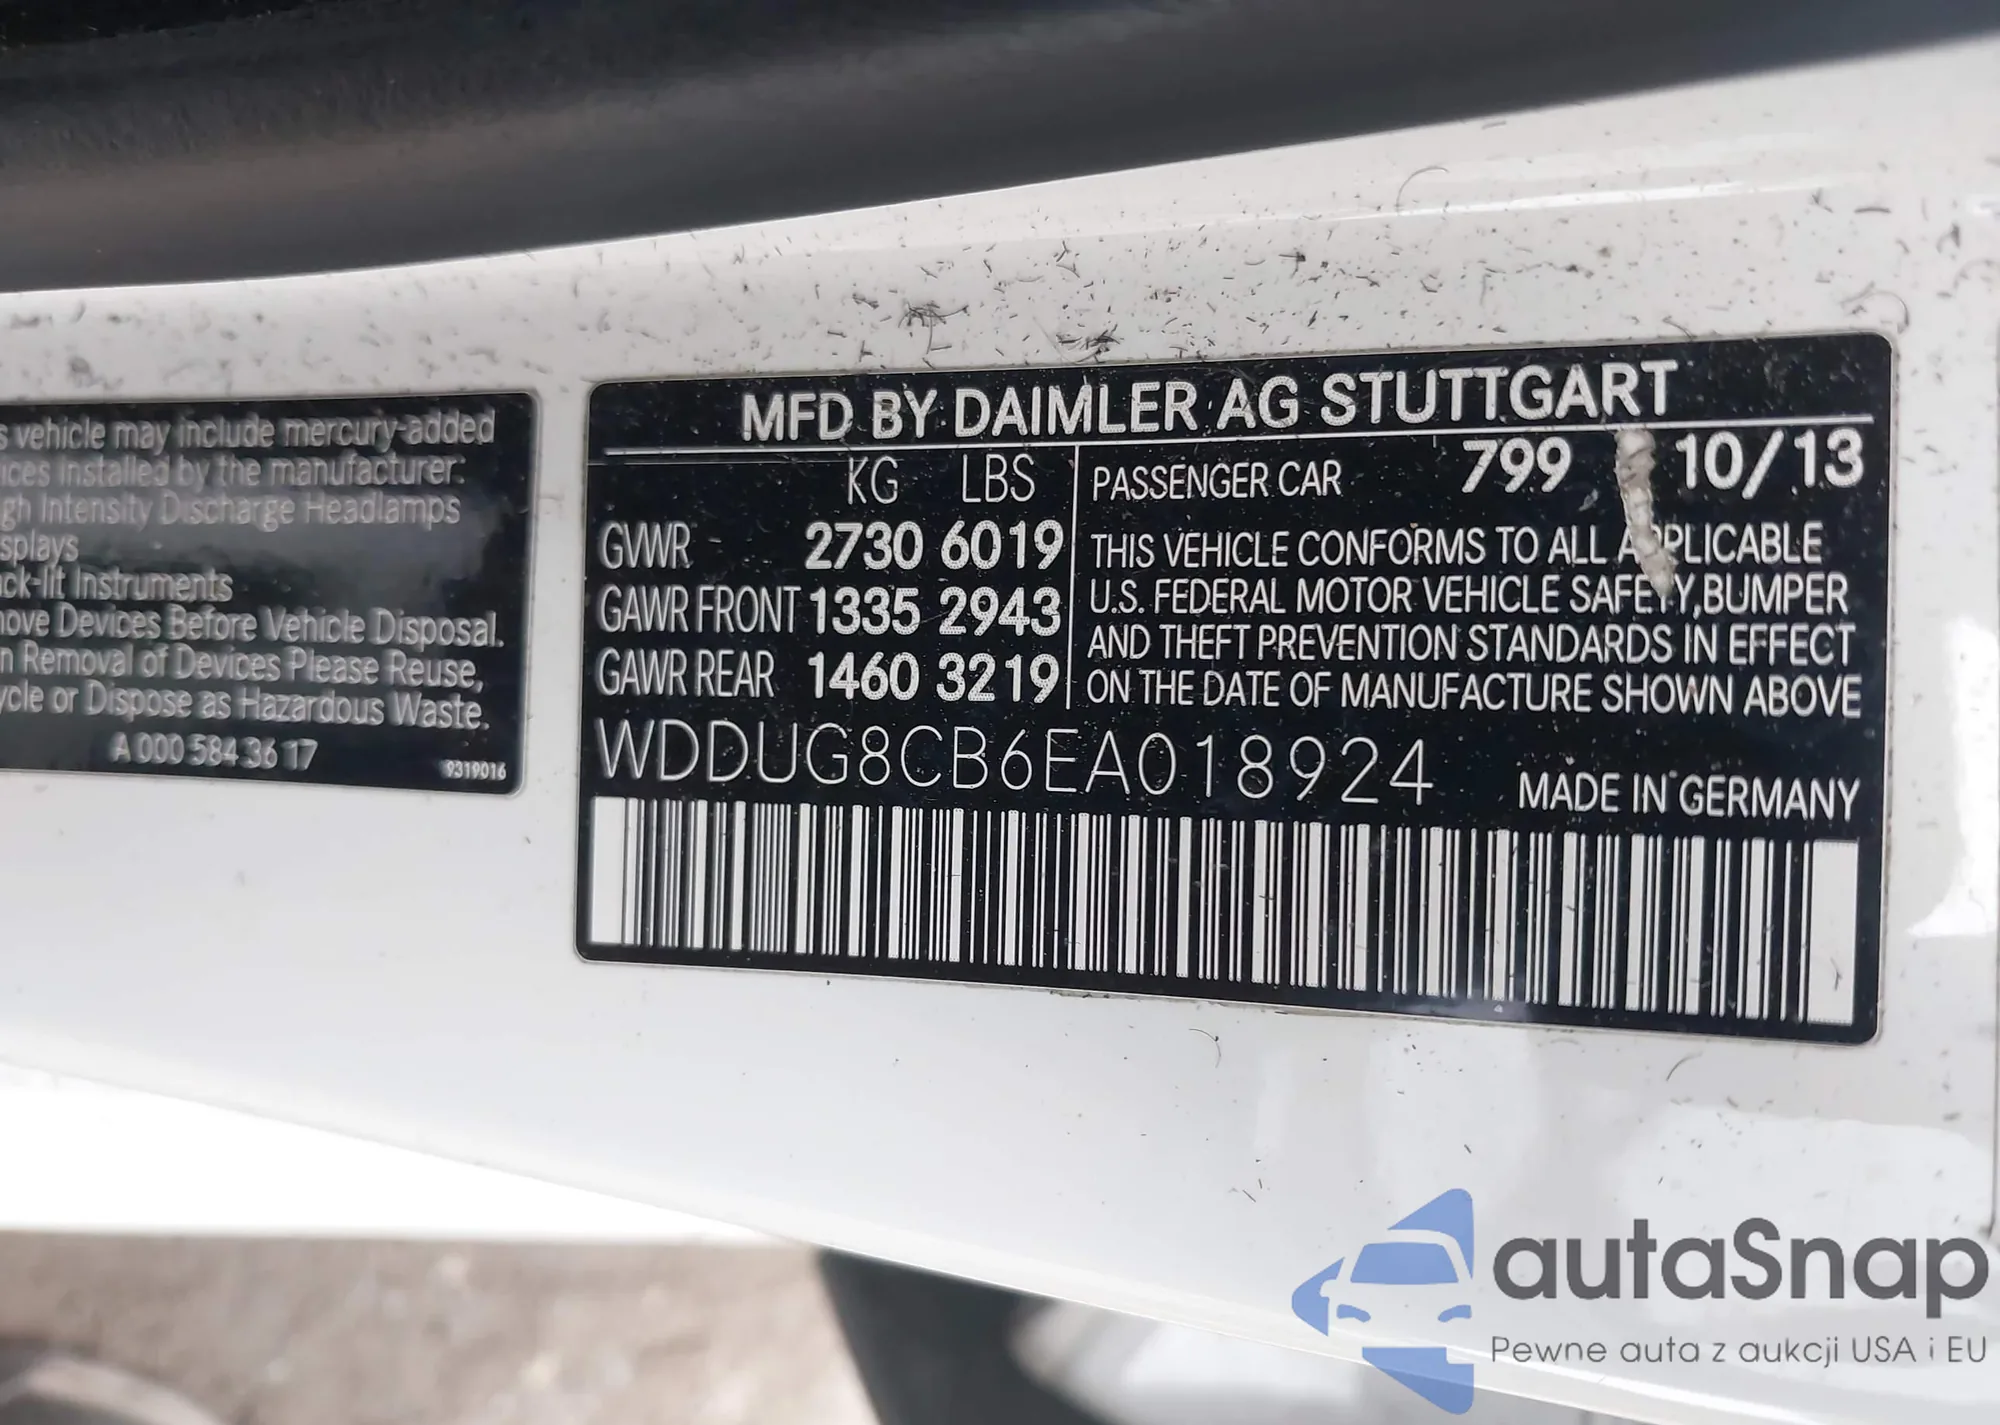 s vehicle may include mercury-added
ices installed by the manufacturer:
gh Intensity Discharge Headlamps
splays
ck-lit Instruments
nove Devices Before Vehicle Disposal.
n Removal of Devices Please Reuse,
ycle or Dispose as Hazardous Waste.
A 000 584 36 17
9319016
MFD BY DAIMLER AG STUTTGART
KG LBS
GVWR 2730 6019
GAWR FRONT 1335 2943
GAWR REAR 1460 3219
PASSENGER CAR 799 10/13
THIS VEHICLE CONFORMS TO ALL APPLICABLE
U.S. FEDERAL MOTOR VEHICLE SAFETY,BUMPER
AND THEFT PREVENTION STANDARDS IN EFFECT
ON THE DATE OF MANUFACTURE SHOWN ABOVE
WDDUG8CB6EA018924
MADE IN GERMANY
autaSnap
Pewne auta z aukcji USA i EU